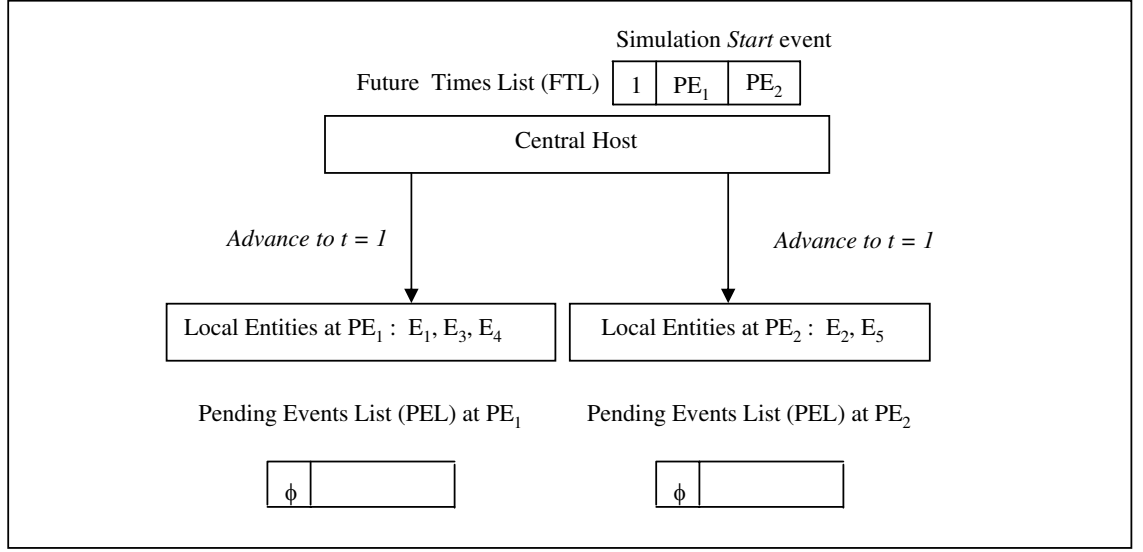 Simulation Start event
Future Times List (FTL) 1 PE1 PE2
Central Host
Advance to t = 1 Advance to t = 1
Local Entities at PE1 : E1, E3, E4 Local Entities at PE2 : E2, E5
Pending Events List (PEL) at PE1 Pending Events List (PEL) at PE2
ϕ ϕ